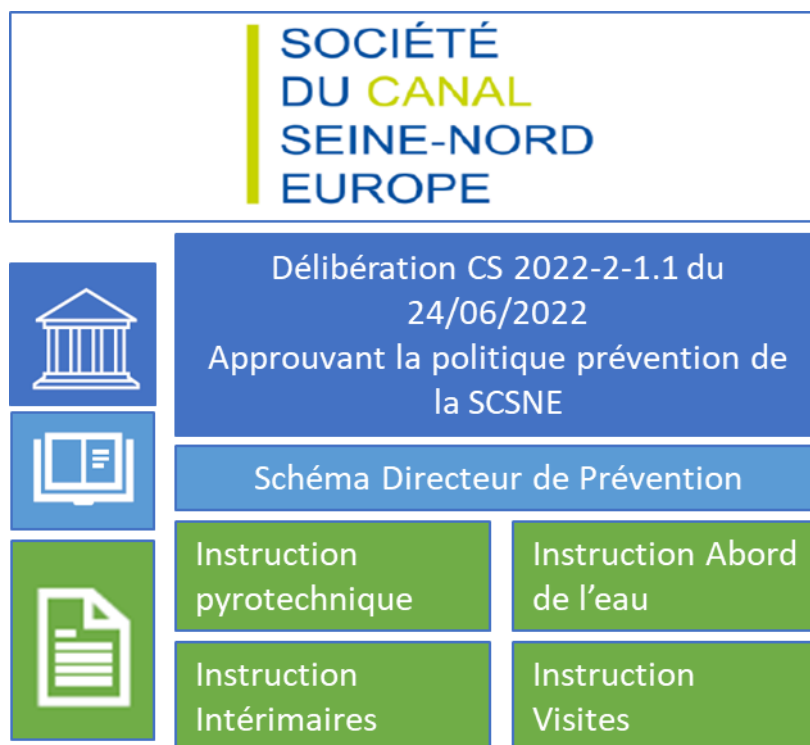 SOCIÉTÉ
DU CANAL
SEINE-NORD
EUROPE
Délibération CS 2022-2-1.1 du
24/06/2022
Approuvant la politique prévention de
la SCSNE
Schéma Directeur de Prévention
Instruction
pyrotechnique
Instruction Abord
de l'eau
Instruction
Intérimaires
Instruction
Visites